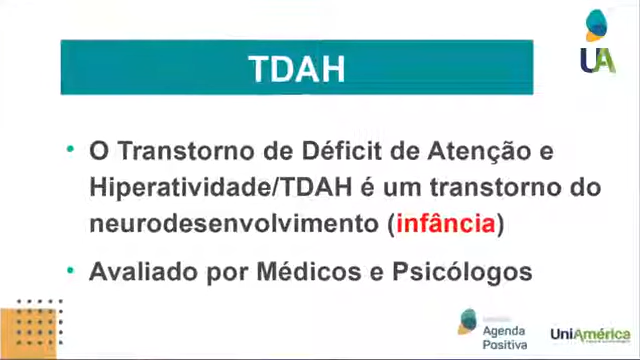 UA
TDAH
• O Transtorno de Déficit de Atenção e
Hiperatividade/TDAH é um transtorno do
neurodesenvolvimento (infância)
• Avaliado por Médicos e Psicólogos
Agenda
Positiva
UniAmérica